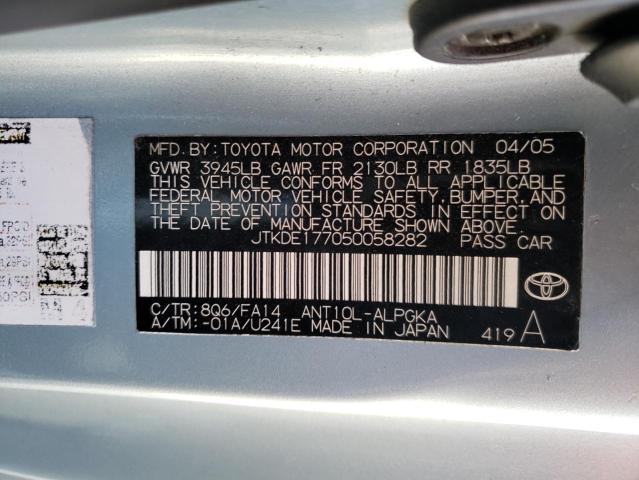 MFD. BY: TOYOTA MOTOR CORPORATION 04/05
GVWR 3945LB GAWR FR 2130LB RR 1835LB
THIS VEHICLE CONFORMS TO ALL APPLICABLE
FEDERAL MOTOR VEHICLE SAFETY, BUMPER, AND
THEFT PREVENTION STANDARDS IN EFFECT ON
THE DATE OF MANUFACTURE SHOWN ABOVE.
JTKDE177050058282 PASS CAR
TOYOTA
C/TR: 8Q6/FA14 ANT10L-ALPGKA
A/TM: -01A/U241E MADE IN JAPAN 419 A